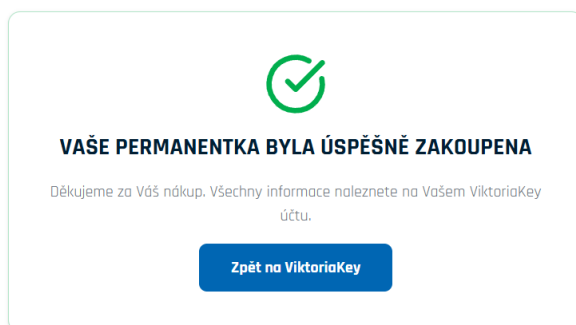 VAŠE PERMANENTKA BYLA ÚSPĚŠNĚ ZAKOUPENA
Děkujeme za Váš nákup. Všechny informace naleznete na Vašem ViktoriaKey
účtu.
Zpět na ViktoriaKey